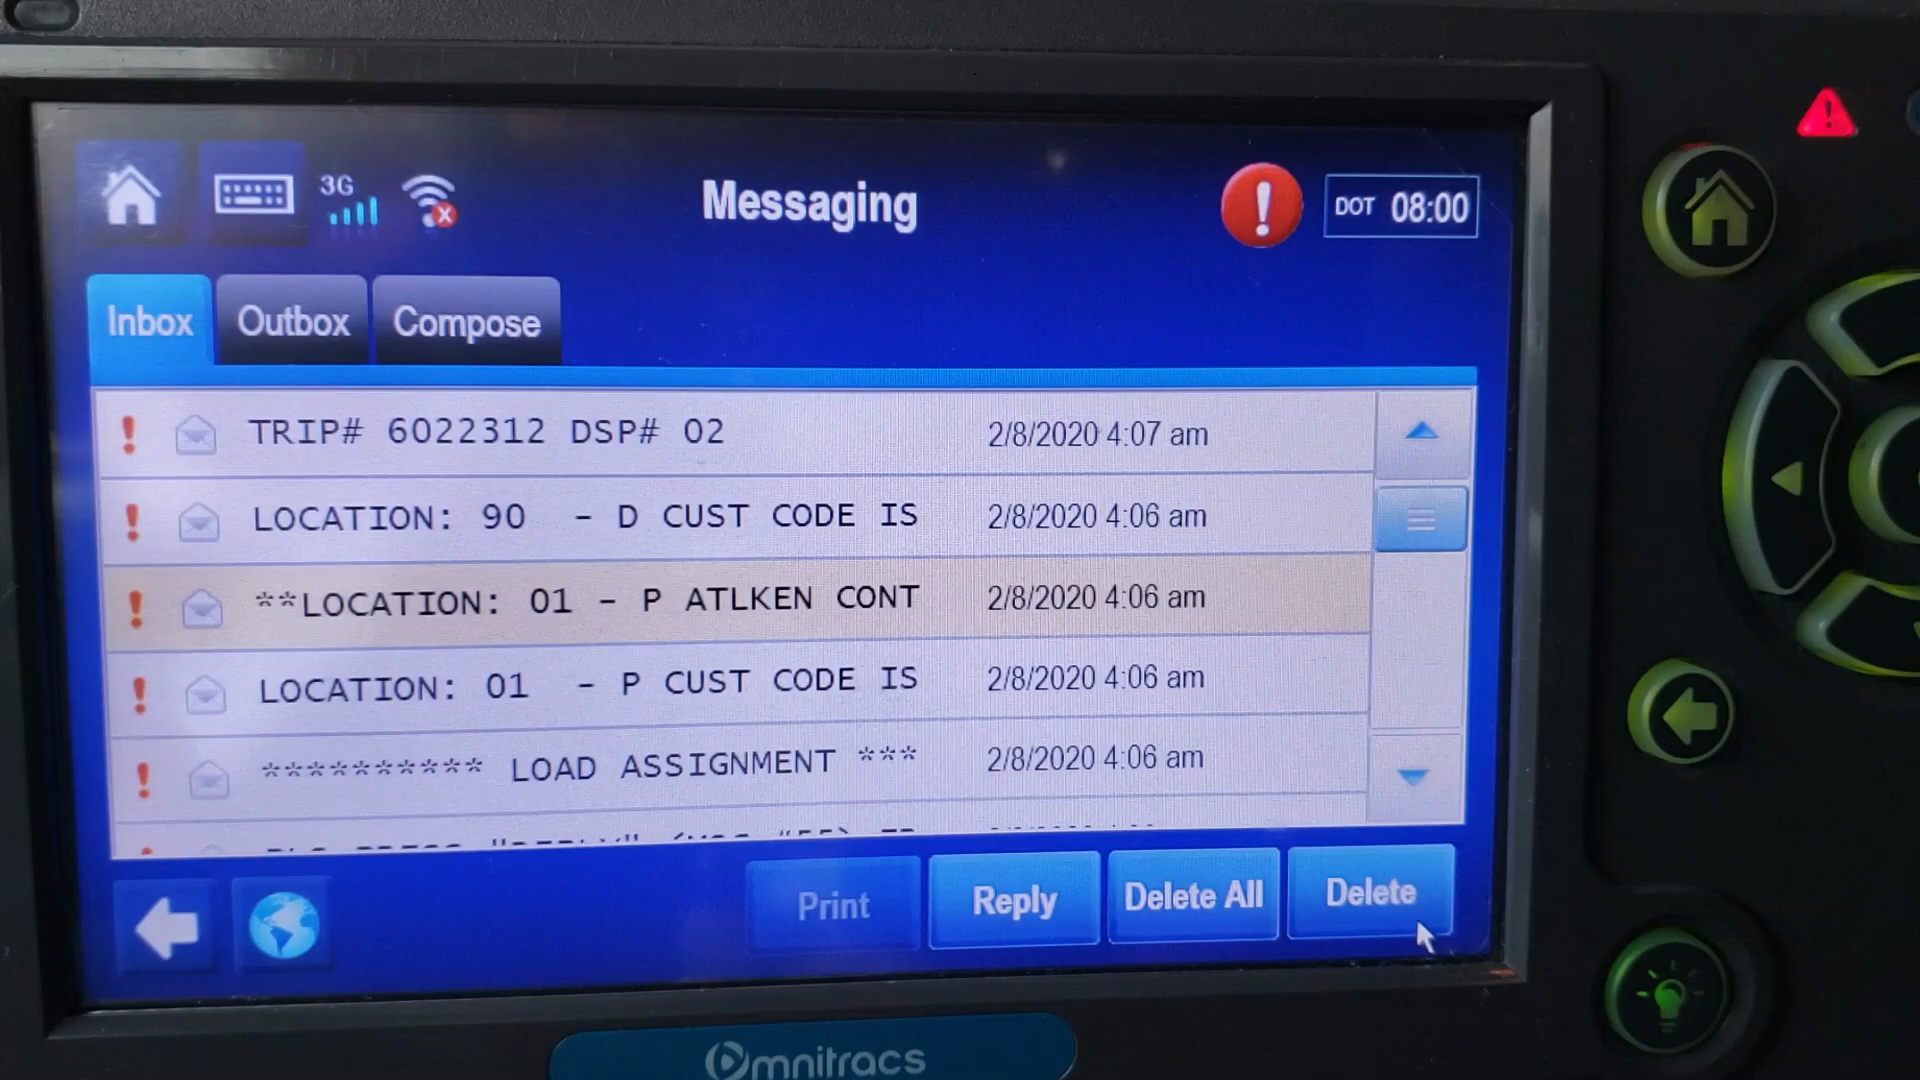 3G
Messaging
DOT 08:00
Inbox Outbox Compose
TRIP# 6022312 DSP# 02 2/8/2020 4:07 am
LOCATION: 90 - D CUST CODE IS 2/8/2020 4:06 am
**LOCATION: 01 - P ATLKEN CONT 2/8/2020 4:06 am
LOCATION: 01 - P CUST CODE IS 2/8/2020 4:06 am
********** LOAD ASSIGNMENT *** 2/8/2020 4:06 am
Print Reply Delete All Delete
Omnitracs